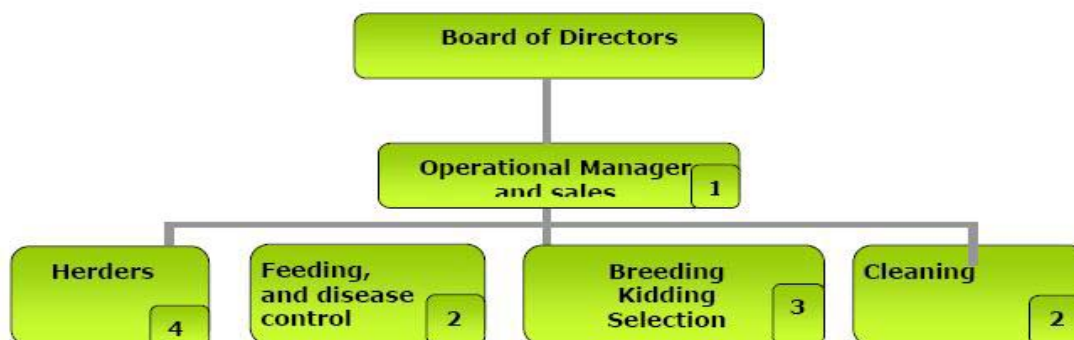 Board of Directors
Operational Manager
and sales
1
Herders
4
Feeding,
and disease
control
2
Breeding
Kidding
Selection
3
Cleaning
2